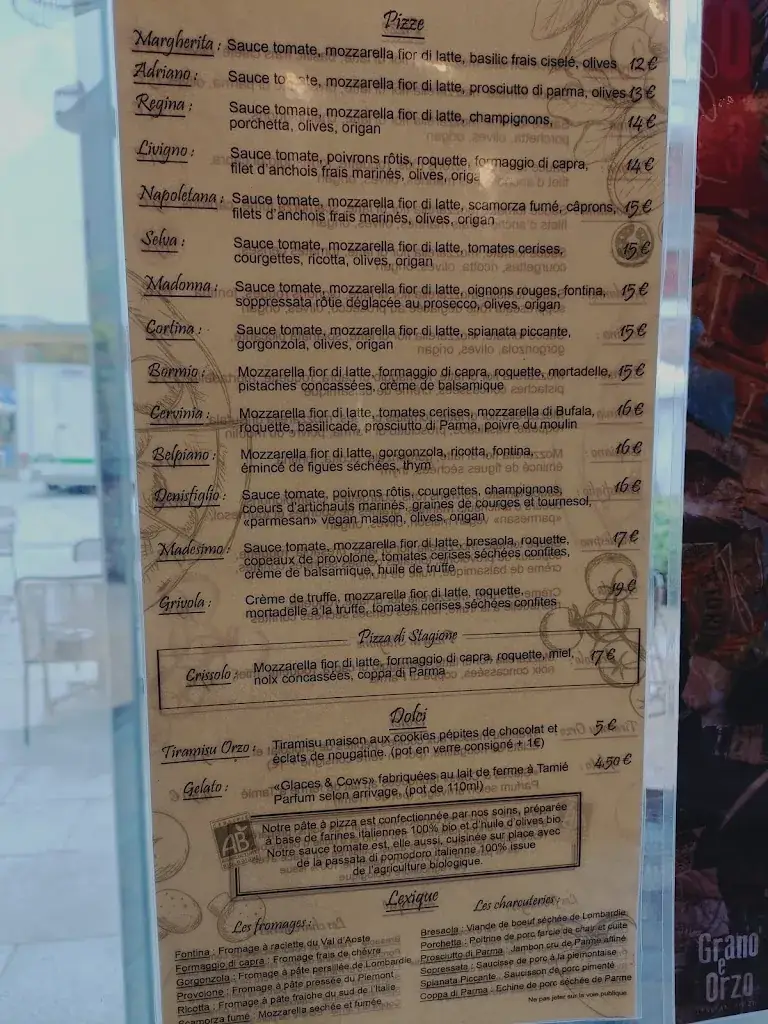 Pizze
Margherita : Sauce tomate, mozzarella fior di latte, basilic frais ciselé, olives 12 €
Adriano : Sauce tomate, mozzarella fior di latte, prosciutto di parma, olives 13 €
Regina : Sauce tomate, mozzarella fior di latte, champignons, 14 €
porchetta, olives, origan
Livigno : Sauce tomate, poivrons rôtis, roquette, formaggio di capra, 14 €
filet d'anchois frais marinés, olives, origan
Napoletana : Sauce tomate, mozzarella fior di latte, scamorza fumé, câprons, 15 €
filets d'anchois frais marinés, olives, origan
Selva : Sauce tomate, mozzarella fior di latte, tomates cerises, 15 €
courgettes, ricotta, olives, origan
Madonna : Sauce tomate, mozzarella fior di latte, oignons rouges, fontina, 15 €
soppressata rôtie déglacée au prosecco, olives, origan
Cortina : Sauce tomate, mozzarella fior di latte, spianata piccante, 15 €
gorgonzola, olives, origan
Bormio : Mozzarella fior di latte, formaggio di capra, roquette, mortadelle, 15 €
pistaches concassées, crème de balsamique
Cervinia : Mozzarella fior di latte, tomates cerises, mozzarella di Bufala, 16 €
roquette, basilicade, prosciutto di Parma, poivre du moulin
Belpiano : Mozzarella fior di latte, gorgonzola, ricotta, fontina, 16 €
émincé de figues séchées, thym
Denisfiglio : Sauce tomate, poivrons rôtis, courgettes, champignons, 16 €
coeurs d'artichauts marinés, graines de courges et tournesol,
«parmesan» vegan maison, olives, origan
Madesimo : Sauce tomate, mozzarella fior di latte, bresaola, roquette, 17 €
copeaux de provolone, tomates cerises séchées confites,
crème de balsamique, huile de truffe
Grivola : Crème de truffe, mozzarella fior di latte, roquette, 19 €
mortadelle à la truffe, tomates cerises séchées confites
Pizza di Stagione
Crissolo : Mozzarella fior di latte, formaggio di capra, roquette, miel, 17 €
noix concassées, coppa di Parma
Dolci
Tiramisu Orzo : Tiramisu maison aux cookies pépites de chocolat et 5 €
éclats de nougatine. (pot en verre consigné + 1€)
Gelato : «Glaces & Cows» fabriquées au lait de ferme à Tamié 4,50 €
Parfum selon arrivage. (pot de 110ml)
AB
Notre pâte à pizza est confectionnée par nos soins, préparée
à base de farines italiennes 100% bio et d'huile d'olives bio.
Notre sauce tomate est, elle aussi, cuisinée sur place avec
de la passata di pomodoro italienne 100% issue
de l'agriculture biologique.
Lexique
Les fromages :
Fontina : Fromage à raclette du Val d'Aoste
Formaggio di capra : Fromage frais de chèvre
Gorgonzola : Fromage à pâte persillée de Lombardie
Provolone : Fromage à pâte pressée du Piemont
Ricotta : Fromage à pâte fraîche du sud de l'Italie
Scamorza fumé : Mozzarella séchée et fumée
Les charcuteries :
Bresaola : Viande de boeuf séchée de Lombardie
Porchetta : Poitrine de porc farcie de chair et cuite
Prosciutto di Parma : Jambon cru de Parme affiné
Sopressata : Saucisse de porc à la piemontaise
Spianata Piccante : Saucisson de porc pimenté
Coppa di Parma : Echine de porc séchée de Parme
Ne pas jeter sur la voie publique
Grano
e
Orzo